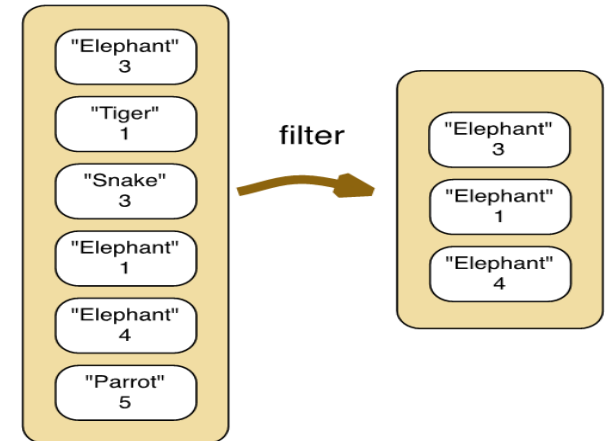 "Elephant"
3
"Tiger"
1
"Snake"
3
"Elephant"
1
"Elephant"
4
"Parrot"
5
filter
"Elephant"
3
"Elephant"
1
"Elephant"
4